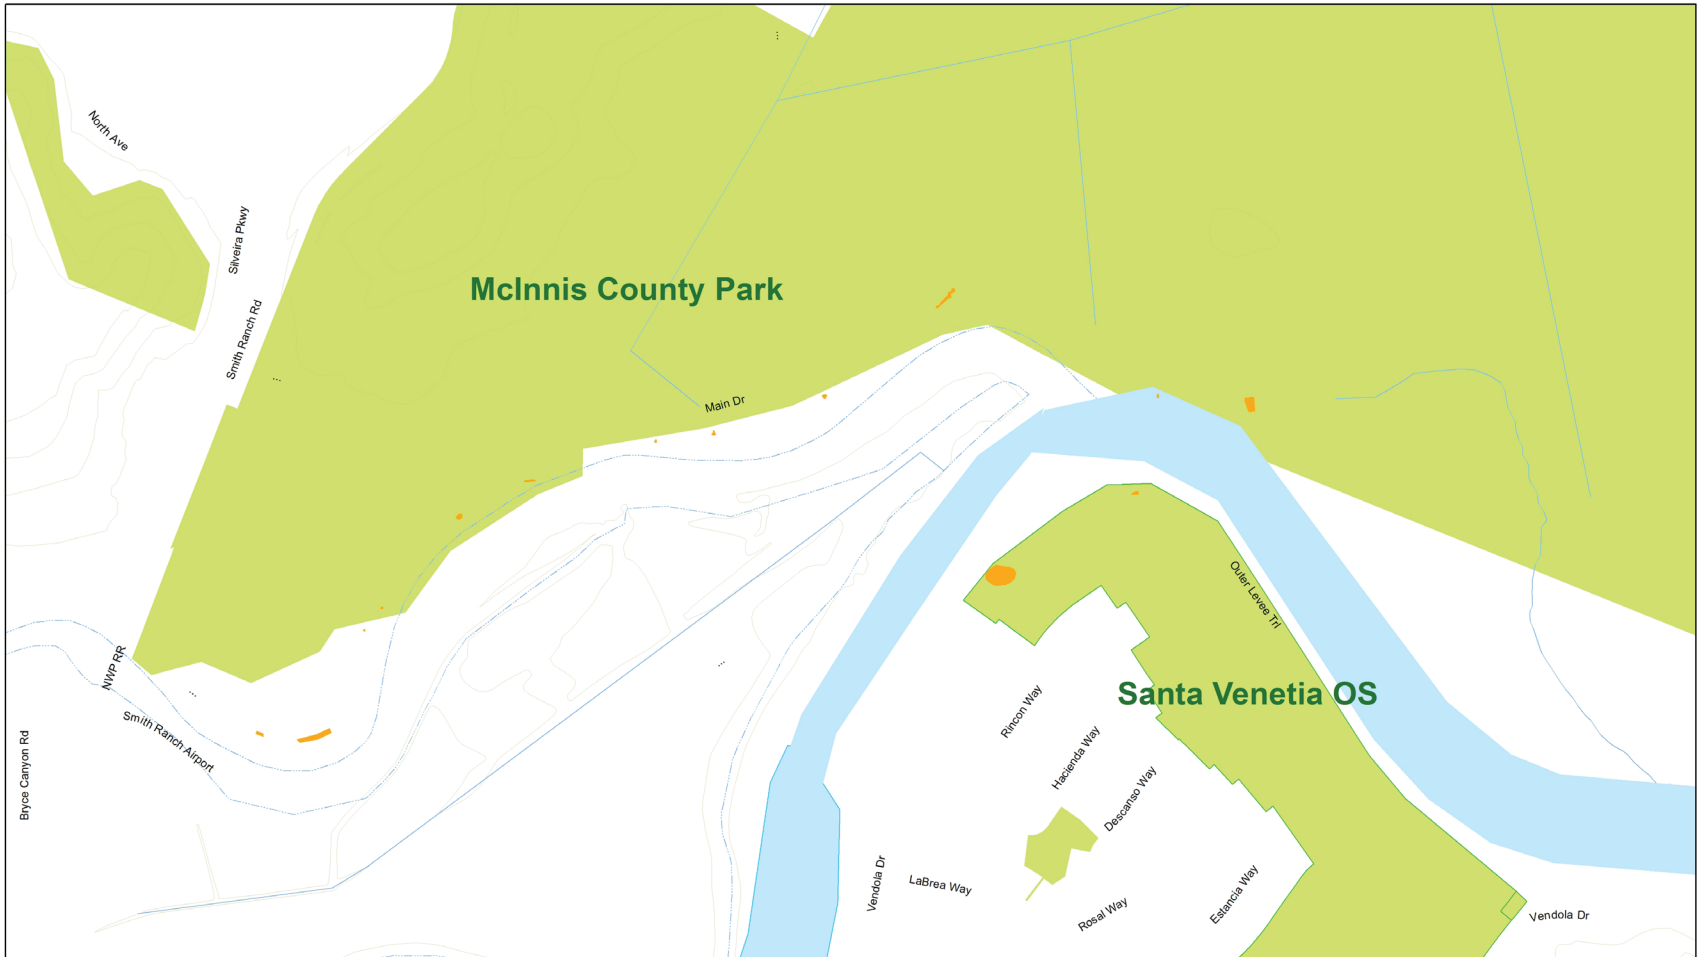 North Ave
Silveira Pkwy
McInnis County Park
Smith Ranch Rd
Main Dr
Outer Levee Trl
NWP RR
Santa Venetia OS
Rincon Way
Smith Ranch Airport
Hacienda Way
Bryce Canyon Rd
Descanso Way
Vendola Dr
LaBrea Way
Rosal Way
Estancia Way
Vendola Dr